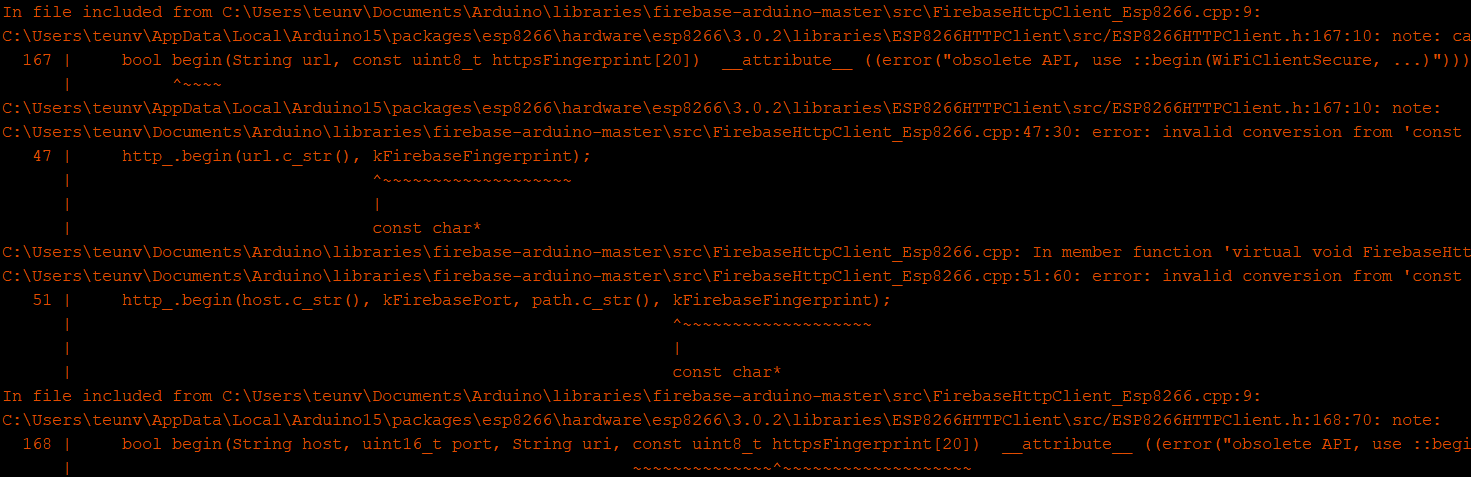 In file included from C:\Users\teunv\Documents\Arduino\libraries\firebase-arduino-master\src\FirebaseHttpClient_Esp8266.cpp:9:
C:\Users\teunv\AppData\Local\Arduino15\packages\esp8266\hardware\esp8266\3.0.2\libraries\ESP8266HTTPClient\src/ESP8266HTTPClient.h:167:10: note: ca
  167 |     bool begin(String url, const uint8_t httpsFingerprint[20])  __attribute__ ((error("obsolete API, use ::begin(WiFiClientSecure, ...)")))
      |          ^~~~~
C:\Users\teunv\AppData\Local\Arduino15\packages\esp8266\hardware\esp8266\3.0.2\libraries\ESP8266HTTPClient\src/ESP8266HTTPClient.h:167:10: note:
C:\Users\teunv\Documents\Arduino\libraries\firebase-arduino-master\src\FirebaseHttpClient_Esp8266.cpp:47:30: error: invalid conversion from 'const
   47 |     http_.begin(url.c_str(), kFirebaseFingerprint);
      |                              ^~~~~~~~~~~~~~~~~~~~
      |                              |
      |                              const char*
C:\Users\teunv\Documents\Arduino\libraries\firebase-arduino-master\src\FirebaseHttpClient_Esp8266.cpp: In member function 'virtual void FirebaseHtt
C:\Users\teunv\Documents\Arduino\libraries\firebase-arduino-master\src\FirebaseHttpClient_Esp8266.cpp:51:60: error: invalid conversion from 'const
   51 |     http_.begin(host.c_str(), kFirebasePort, path.c_str(), kFirebaseFingerprint);
      |                                                            ^~~~~~~~~~~~~~~~~~~~
      |                                                            |
      |                                                            const char*
In file included from C:\Users\teunv\Documents\Arduino\libraries\firebase-arduino-master\src\FirebaseHttpClient_Esp8266.cpp:9:
C:\Users\teunv\AppData\Local\Arduino15\packages\esp8266\hardware\esp8266\3.0.2\libraries\ESP8266HTTPClient\src/ESP8266HTTPClient.h:168:70: note:
  168 |     bool begin(String host, uint16_t port, String uri, const uint8_t httpsFingerprint[20])  __attribute__ ((error("obsolete API, use ::begi
      |                                                        ~~~~~~~~~~~~~~^~~~~~~~~~~~~~~~~~~~